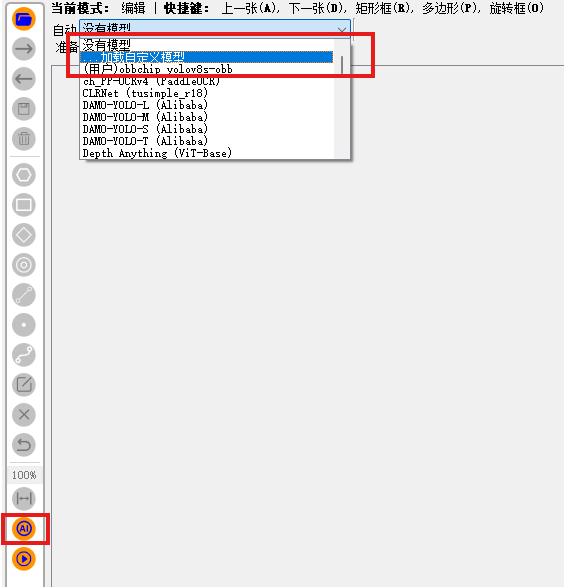 当前模式： 编辑 | 快捷键： 上一张(A), 下一张(D), 矩形框(R), 多边形(P), 旋转框(O)
自动 没有模型
准备
没有模型
...加载自定义模型
(用户)obbchip_yolov8s-obb
ch_PP-OCRv4 (PaddleOCR)
CLRNet (tusimple_r18)
DAMO-YOLO-L (Alibaba)
DAMO-YOLO-M (Alibaba)
DAMO-YOLO-S (Alibaba)
DAMO-YOLO-T (Alibaba)
Depth Anything (ViT-Base)
100%
AI